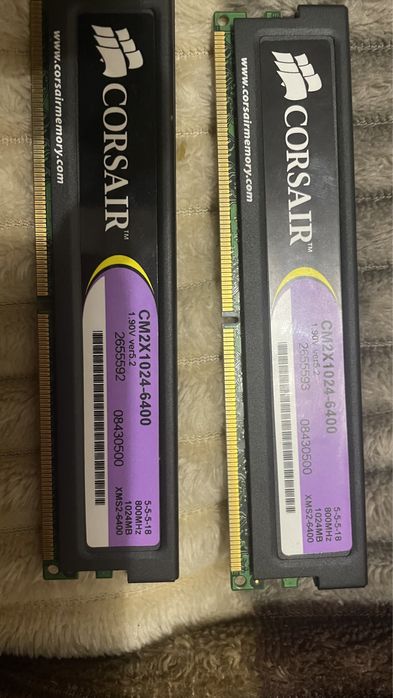 CORSAIR™
www.corsairmemory.com
CM2X1024-6400
1.90V ver5.2
2655592 08430500
5-5-5-18
800MHz
1024MB
XMS2-6400
CORSAIR™
www.corsairmemory.com
CM2X1024-6400
1.90V ver5.2
2655593 08430500
5-5-5-18
800MHz
1024MB
XMS2-6400